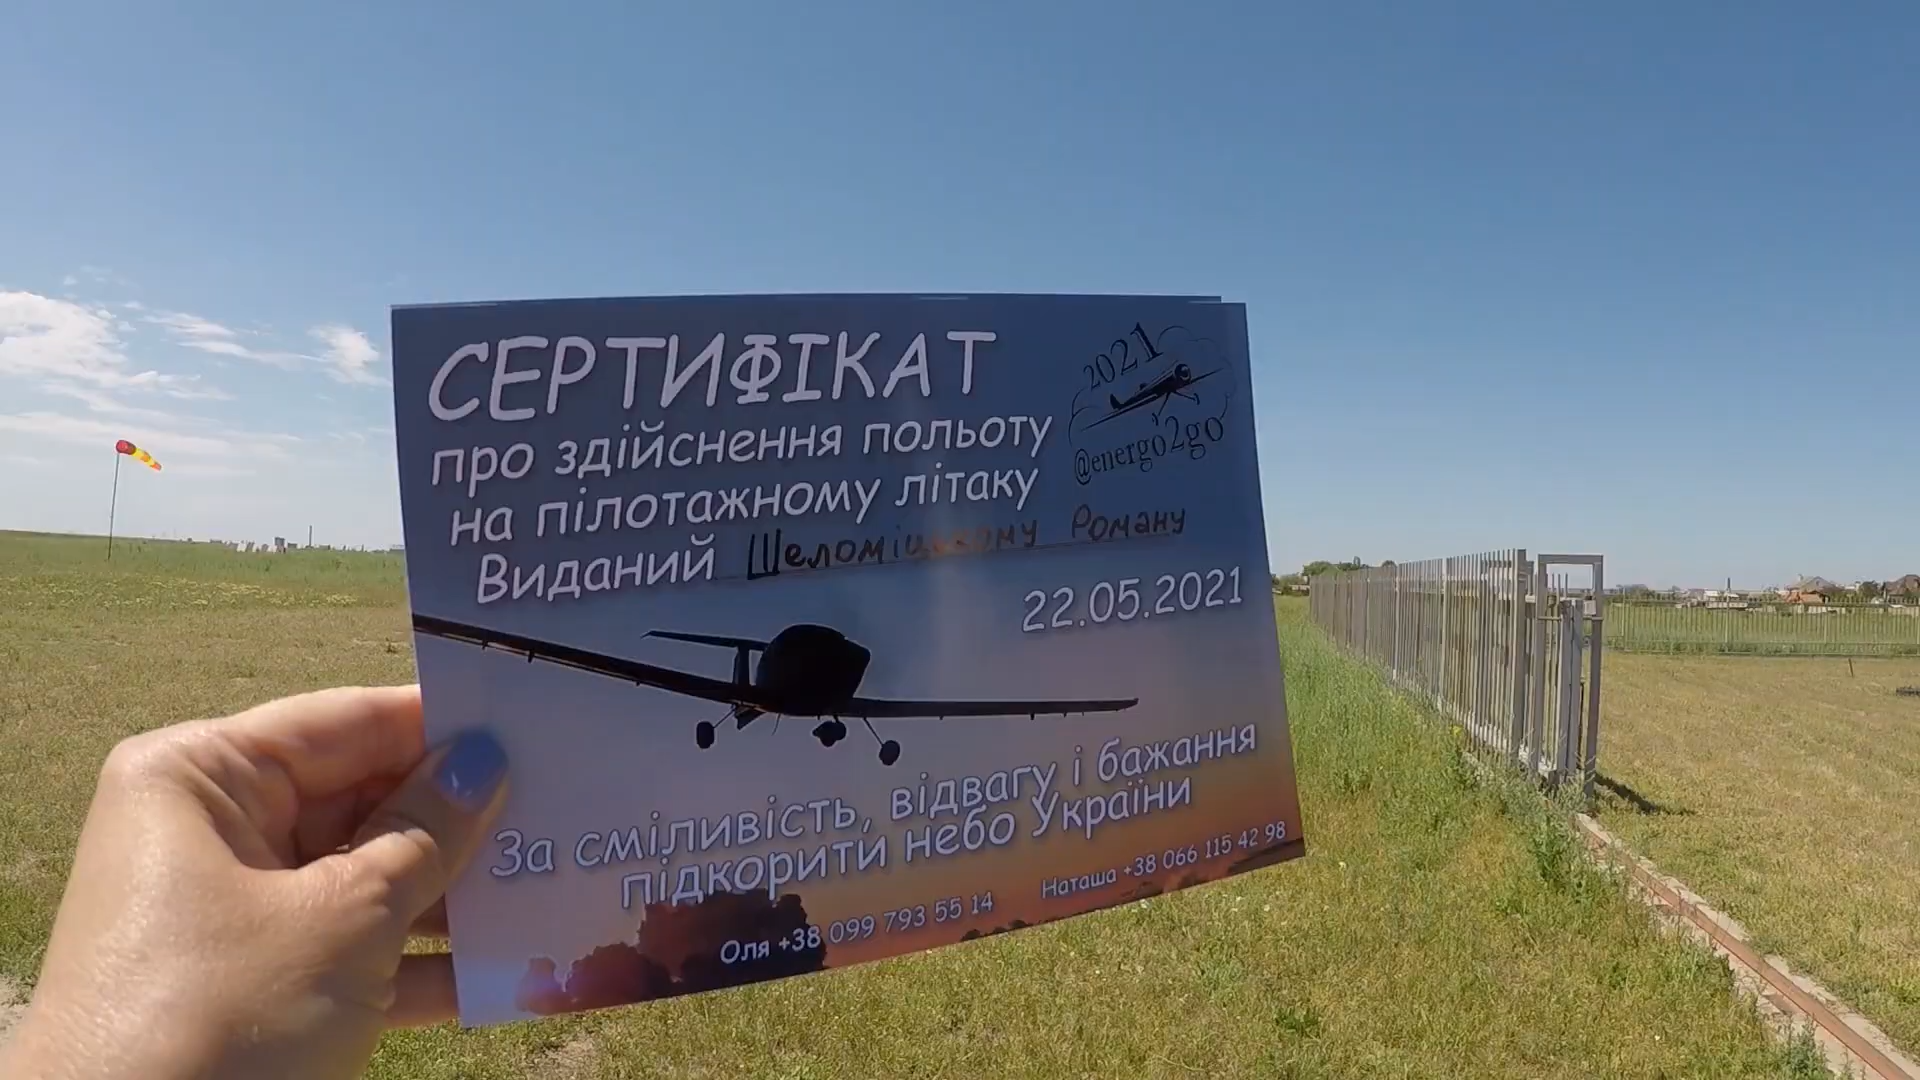 СЕРТИФІКАТ
про здійснення польоту
на пілотажному літаку
Виданий Шеломіцькому Роману
2021
@energo2go
22.05.2021
За сміливість, відвагу і бажання
підкорити небо України
Оля +38 099 793 55 14
Наташа +38 066 115 42 98